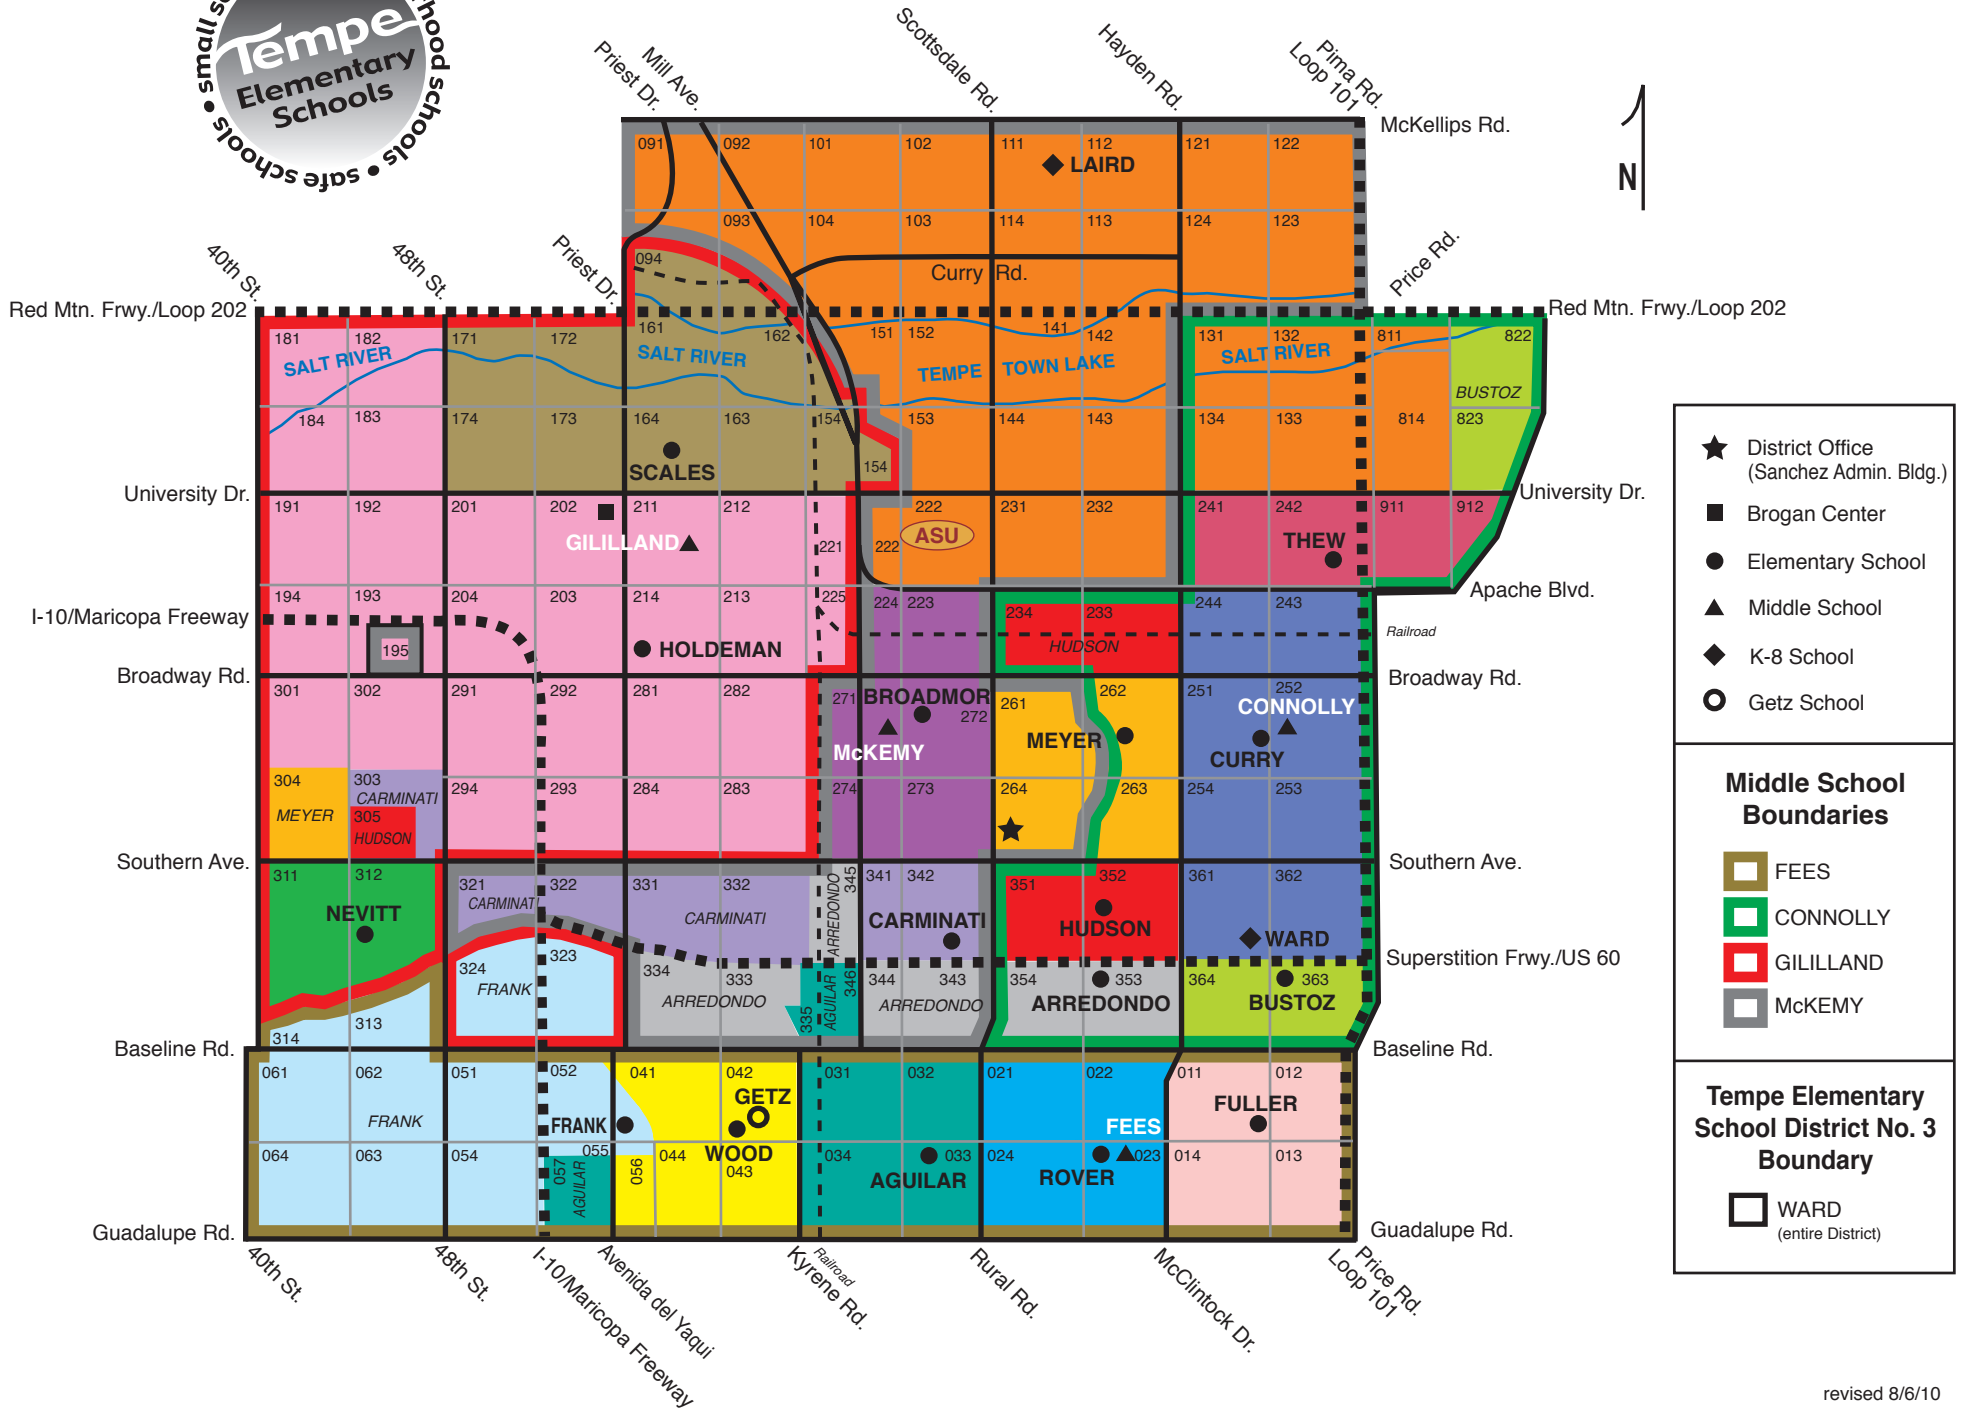 small s
rhood schools • safe schools •
Tempe
Elementary
Schools
Priest Dr.
Mill Ave.
Scottsdale Rd.
Hayden Rd.
Pima Rd.
Loop 101
McKellips Rd.
N
091
092
101
102
111
112
121
122
LAIRD
093
104
103
114
113
124
123
40th St.
48th St.
Priest Dr.
094
Curry Rd.
Price Rd.
Red Mtn. Frwy./Loop 202
Red Mtn. Frwy./Loop 202
181
182
171
172
161
162
151
152
141
142
131
132
811
822
SALT RIVER
SALT RIVER
TEMPE TOWN LAKE
SALT RIVER
BUSTOZ
184
183
174
173
164
163
154
153
144
143
134
133
814
823
SCALES
154
University Dr.
University Dr.
191
192
201
202
211
212
222
231
232
241
242
911
912
GILILLAND
221
222
ASU
THEW
Apache Blvd.
194
193
204
203
214
213
225
224
223
234
233
244
243
I-10/Maricopa Freeway
Railroad
195
HOLDEMAN
HUDSON
Broadway Rd.
Broadway Rd.
301
302
291
292
281
282
271
BROADMOR
272
261
262
251
252
CONNOLLY
McKEMY
MEYER
CURRY
304
303
CARMINATI
294
293
284
283
274
273
264
263
254
253
MEYER
305
HUDSON
Southern Ave.
Southern Ave.
311
312
321
322
331
332
345
341
342
351
352
361
362
NEVITT
CARMINATI
CARMINATI
ARREDONDO
CARMINATI
HUDSON
WARD
Superstition Frwy./US 60
324
323
334
333
335
AGUILAR
346
344
343
354
353
364
363
FRANK
ARREDONDO
ARREDONDO
ARREDONDO
BUSTOZ
313
314
Baseline Rd.
Baseline Rd.
061
062
051
052
041
042
031
032
021
022
011
012
FRANK
FRANK
GETZ
WOOD
FEES
FULLER
064
063
054
055
057
AGUILAR
056
044
043
034
033
024
023
014
013
AGUILAR
ROVER
Guadalupe Rd.
Guadalupe Rd.
40th St.
48th St.
I-10/Maricopa Freeway
Avenida del Yaqui
Kyrene Rd.
Railroad
Rural Rd.
McClintock Dr.
Price Rd.
Loop 101
District Office
(Sanchez Admin. Bldg.)
Brogan Center
Elementary School
Middle School
K-8 School
Getz School
Middle School
Boundaries
FEES
CONNOLLY
GILILLAND
McKEMY
Tempe Elementary
School District No. 3
Boundary
WARD
(entire District)
revised 8/6/10